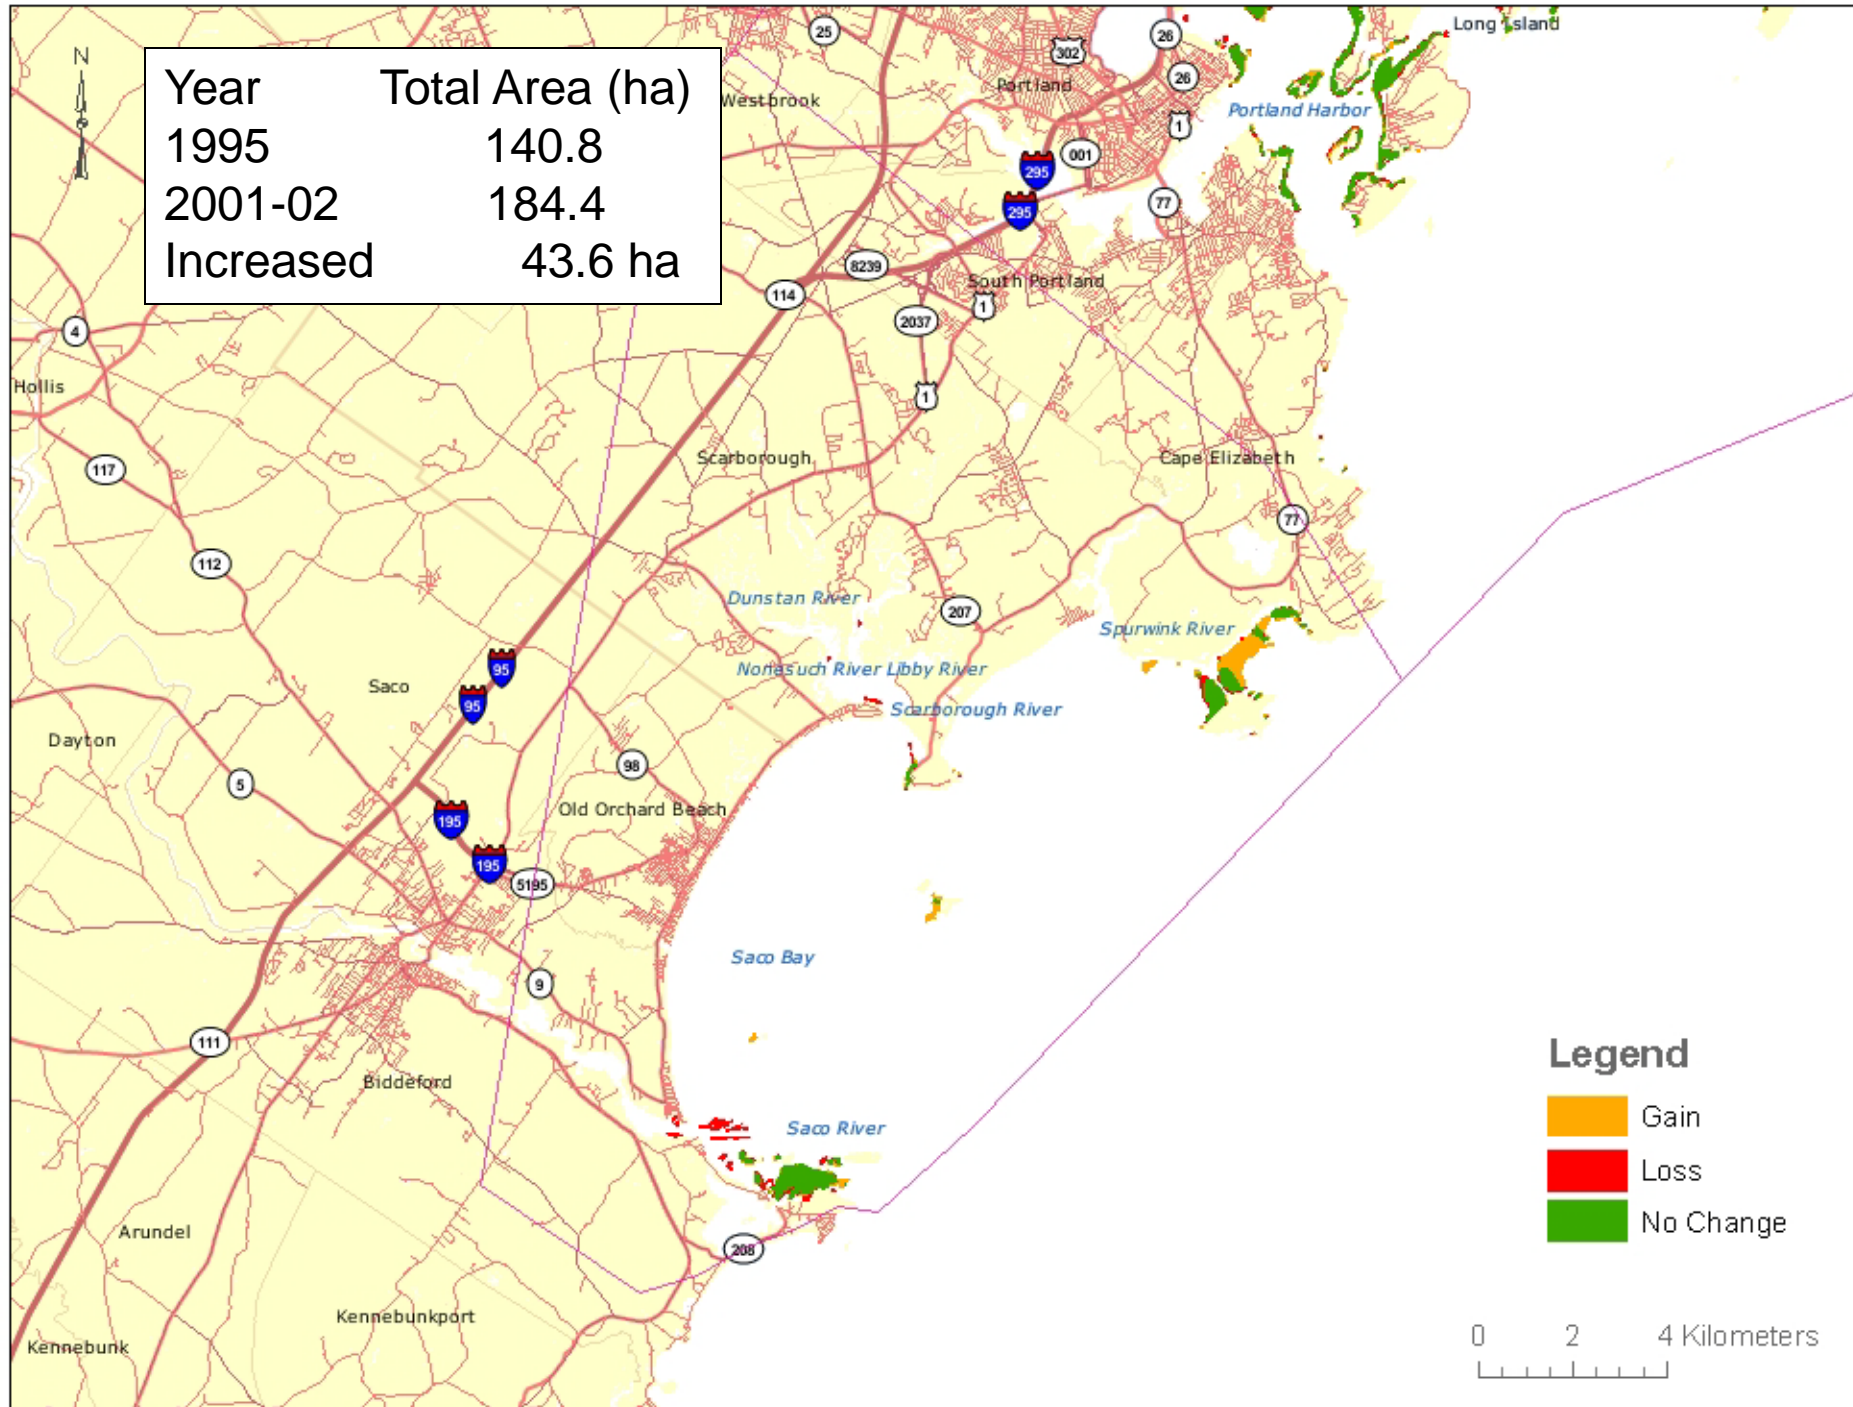 N
Year Total Area (ha)
1995 140.8
2001-02 184.4
Increased 43.6 ha
25
302
26
26
Long Island
Portland
Westbrook
Portland Harbor
1
001
295
295
77
8239
South Portland
114
2037
1
4
Hollis
1
117
Scarborough
Cape Elizabeth
77
112
Dunstan River
207
Spurwink River
95
Nonesuch River Libby River
Saco
95
Scarborough River
Dayton
5
98
Old Orchard Beach
195
195
5195
Saco Bay
9
111
Biddeford
Saco River
Arundel
208
Kennebunkport
Kennebunk
Legend
Gain
Loss
No Change
0 2 4 Kilometers